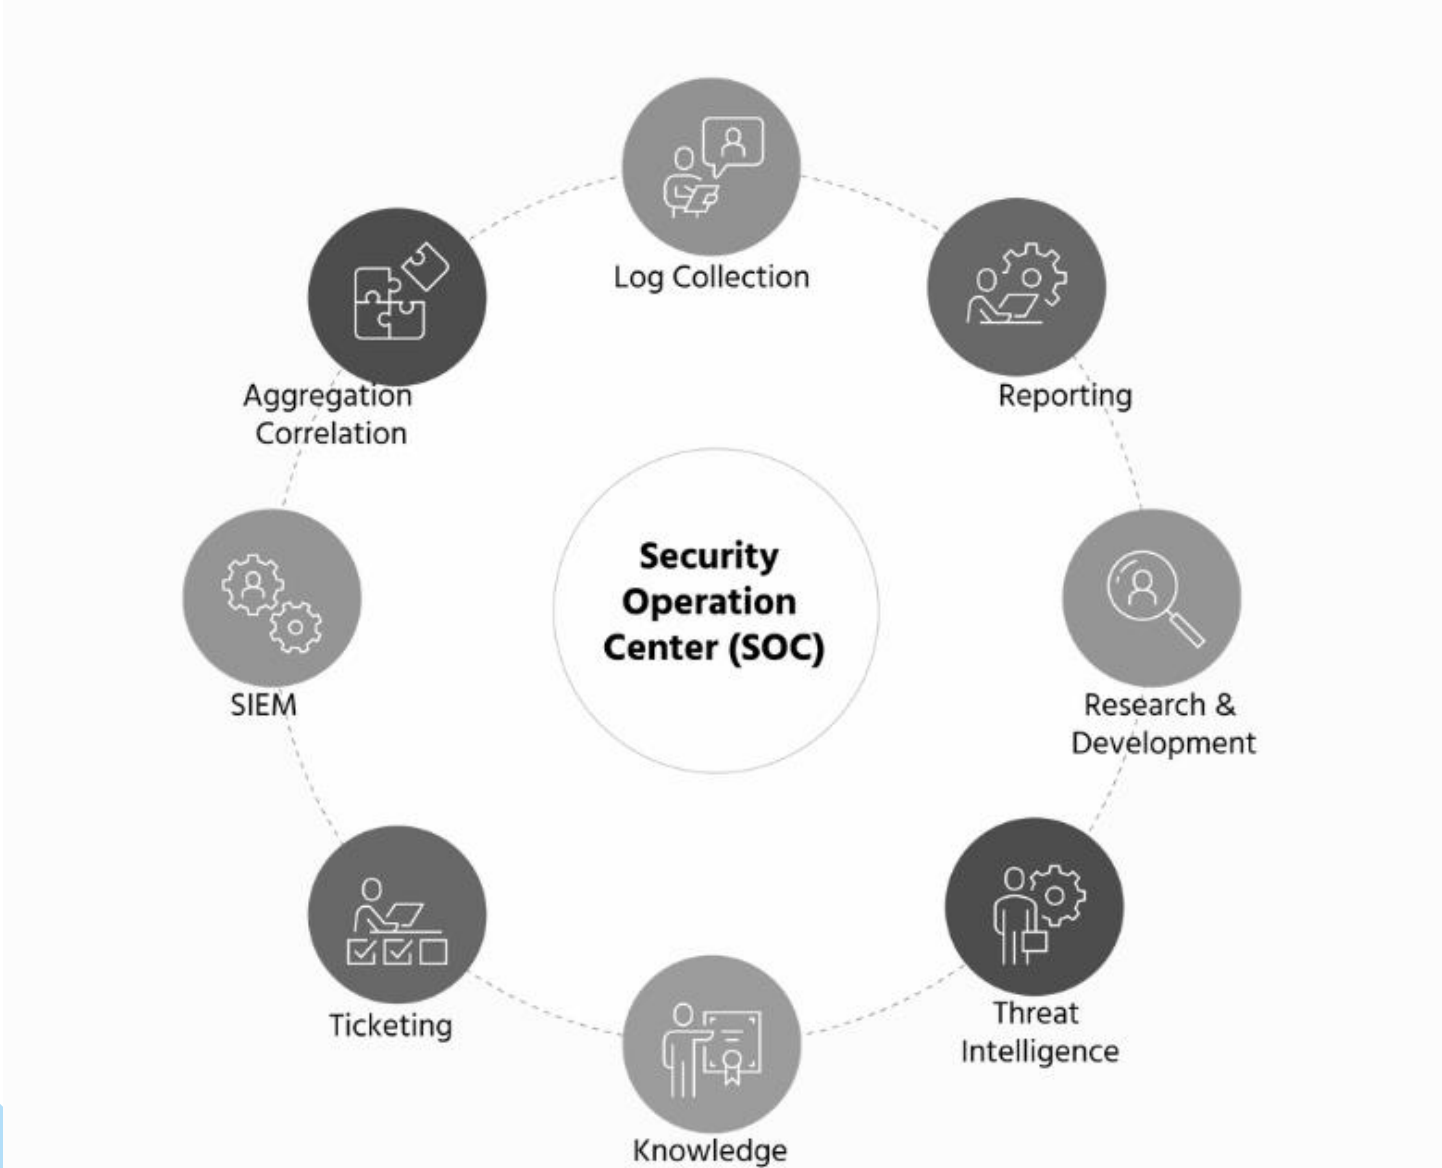 Log Collection
Reporting
Aggregation
Correlation
Security
Operation
Center (SOC)
SIEM
Research &
Development
Ticketing
Threat
Intelligence
Knowledge